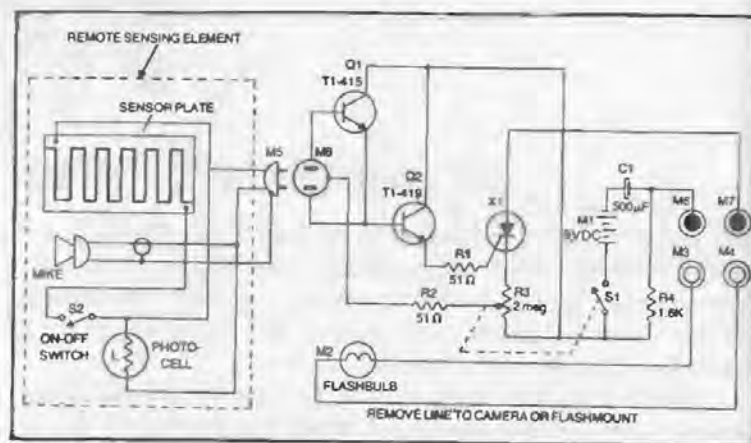 REMOTE SENSING ELEMENT
SENSOR PLATE
Q1
T1-415
M5
M8
Q2
T1-419
X1
C1
500µF
M1
9VDC
M6
M7
M3
M4
R1
51 Ω
MIKE
R2
51 Ω
R3
2 meg
S1
R4
1.6K
S2
ON-OFF
SWITCH
L
PHOTO-
CELL
M2
FLASHBULB
REMOVE LINE TO CAMERA OR FLASHMOUNT